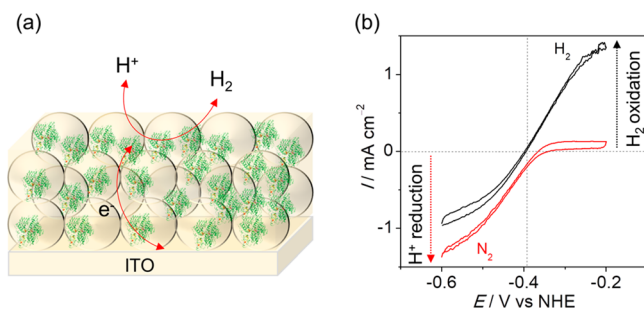 (a)
H⁺
H₂
e⁻
ITO
(b)
H₂
N₂
1
0
-1
-0.6
-0.4
-0.2
I / mA cm⁻²
E / V vs NHE
H₂ oxidation
H⁺ reduction